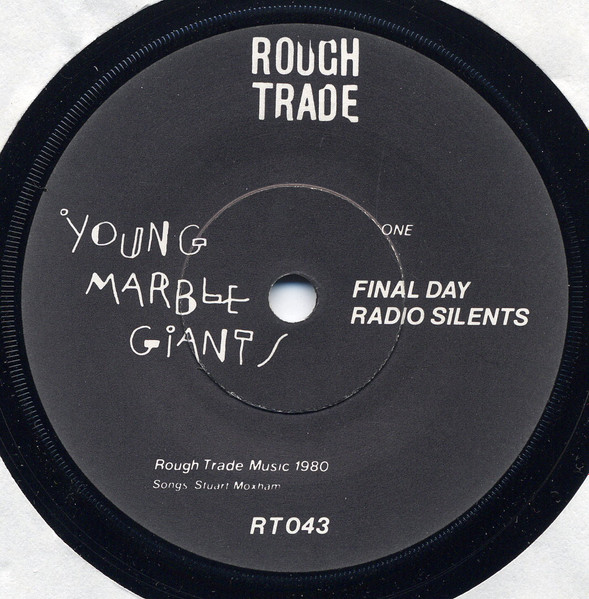 ROUGH
TRADE
YOUNG
MARBLE
GIANTS
ONE
FINAL DAY
RADIO SILENTS
Rough Trade Music 1980
Songs Stuart Moxham
RT043